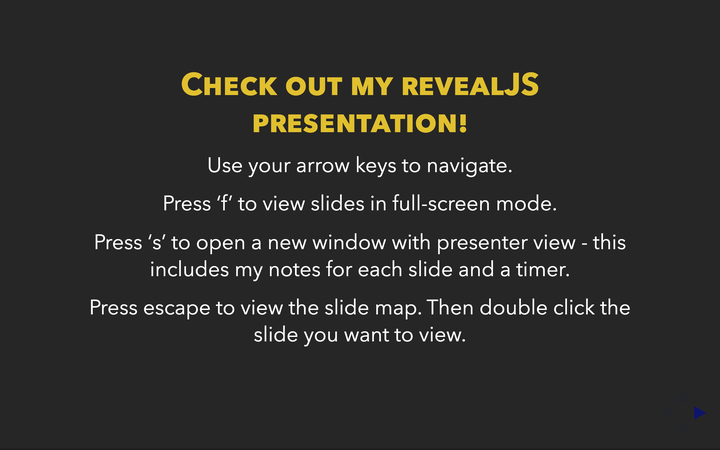 Check out my revealJS
presentation!
Use your arrow keys to navigate.
Press ‘f’ to view slides in full-screen mode.
Press ‘s’ to open a new window with presenter view - this
includes my notes for each slide and a timer.
Press escape to view the slide map. Then double click the
slide you want to view.